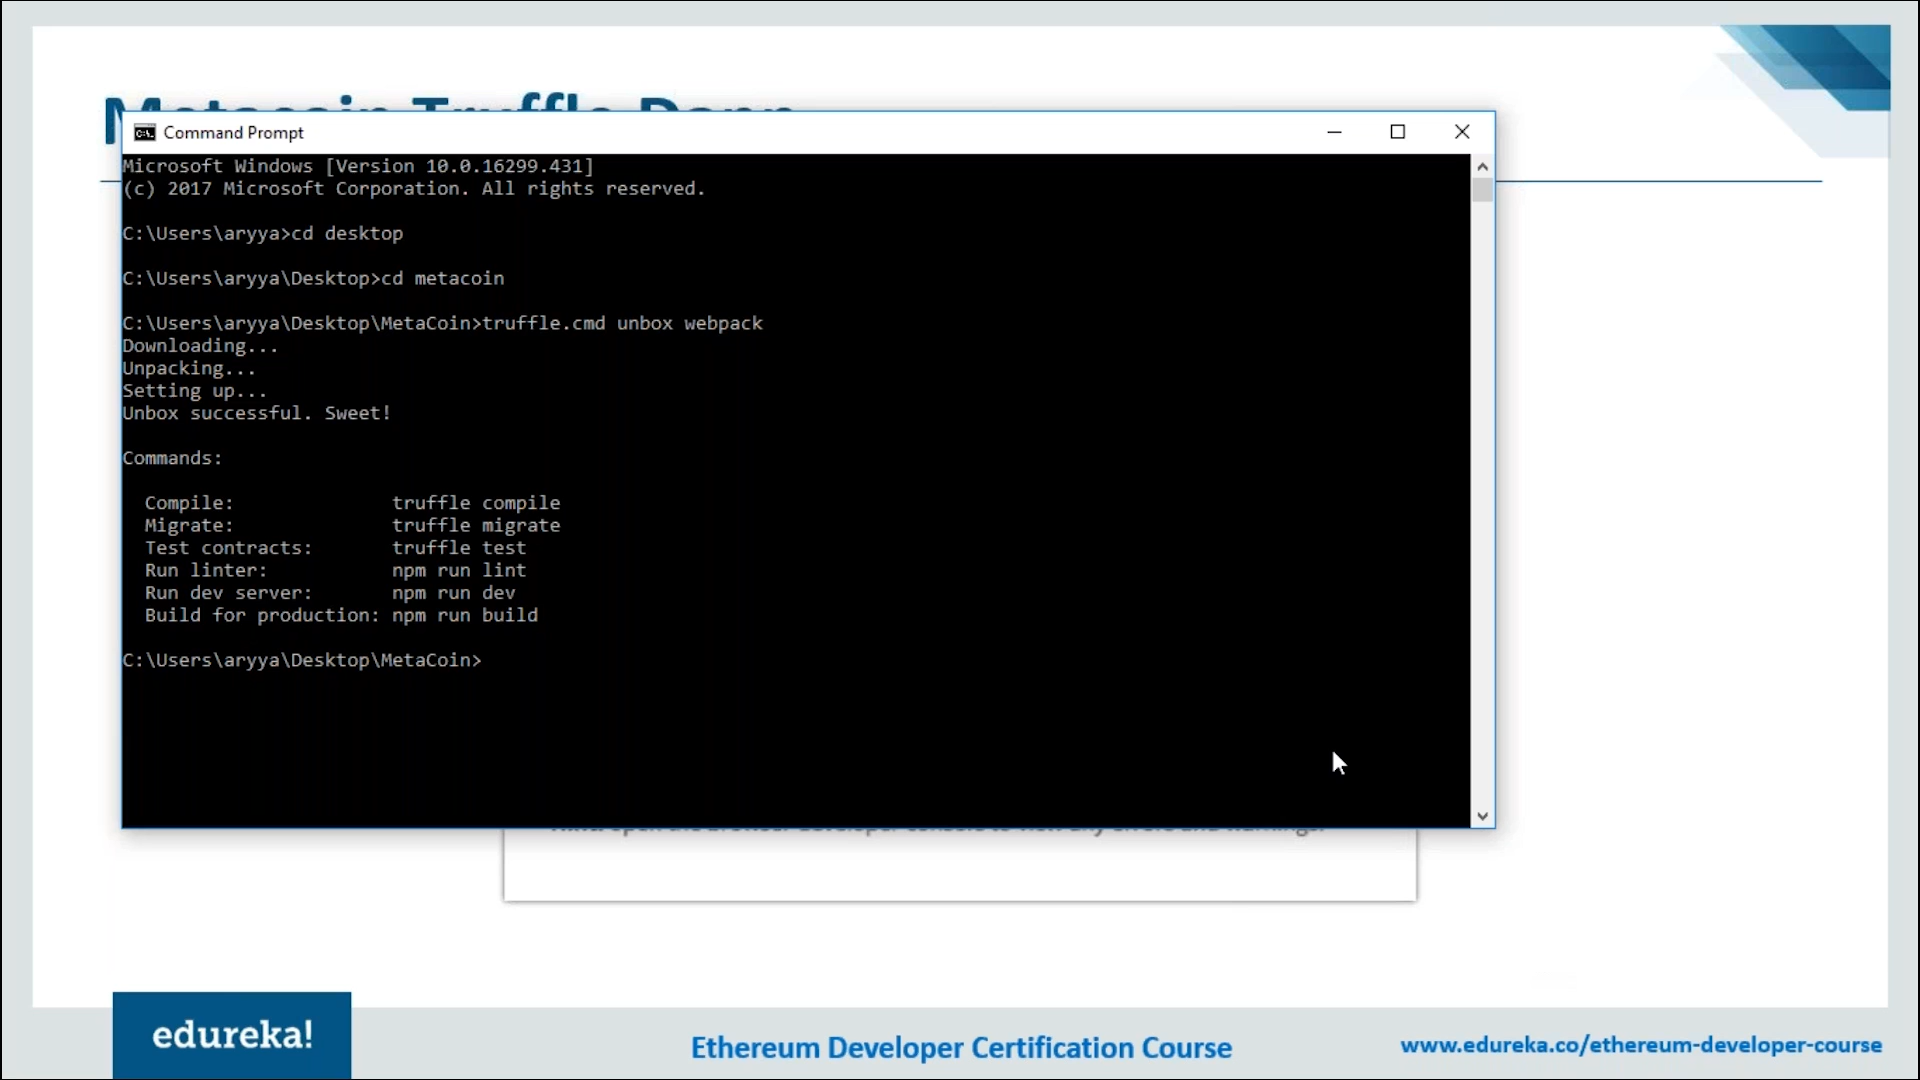 Metacoin Truffle Dapp
Command Prompt
Microsoft Windows [Version 10.0.16299.431]
(c) 2017 Microsoft Corporation. All rights reserved.
C:\Users\aryya>cd desktop
C:\Users\aryya\Desktop>cd metacoin
C:\Users\aryya\Desktop\MetaCoin>truffle.cmd unbox webpack
Downloading...
Unpacking...
Setting up...
Unbox successful. Sweet!
Commands:
Compile: truffle compile
Migrate: truffle migrate
Test contracts: truffle test
Run linter: npm run lint
Run dev server: npm run dev
Build for production: npm run build
C:\Users\aryya\Desktop\MetaCoin>
edureka!
Ethereum Developer Certification Course
www.edureka.co/ethereum-developer-course